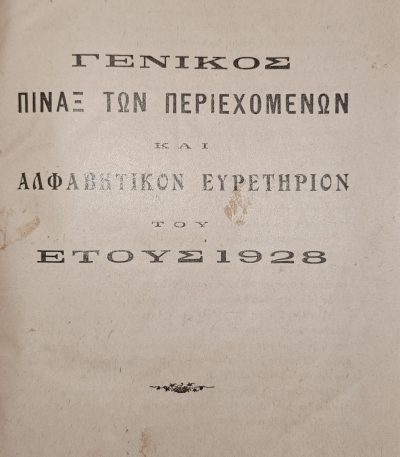 ΓΕΝΙΚΟΣ
ΠΙΝΑΞ ΤΩΝ ΠΕΡΙΕΧΟΜΕΝΩΝ
ΚΑΙ
ΑΛΦΑΒΗΤΙΚΟΝ ΕΥΡΕΤΗΡΙΟΝ
ΤΟΥ
ΕΤΟΥΣ 1928